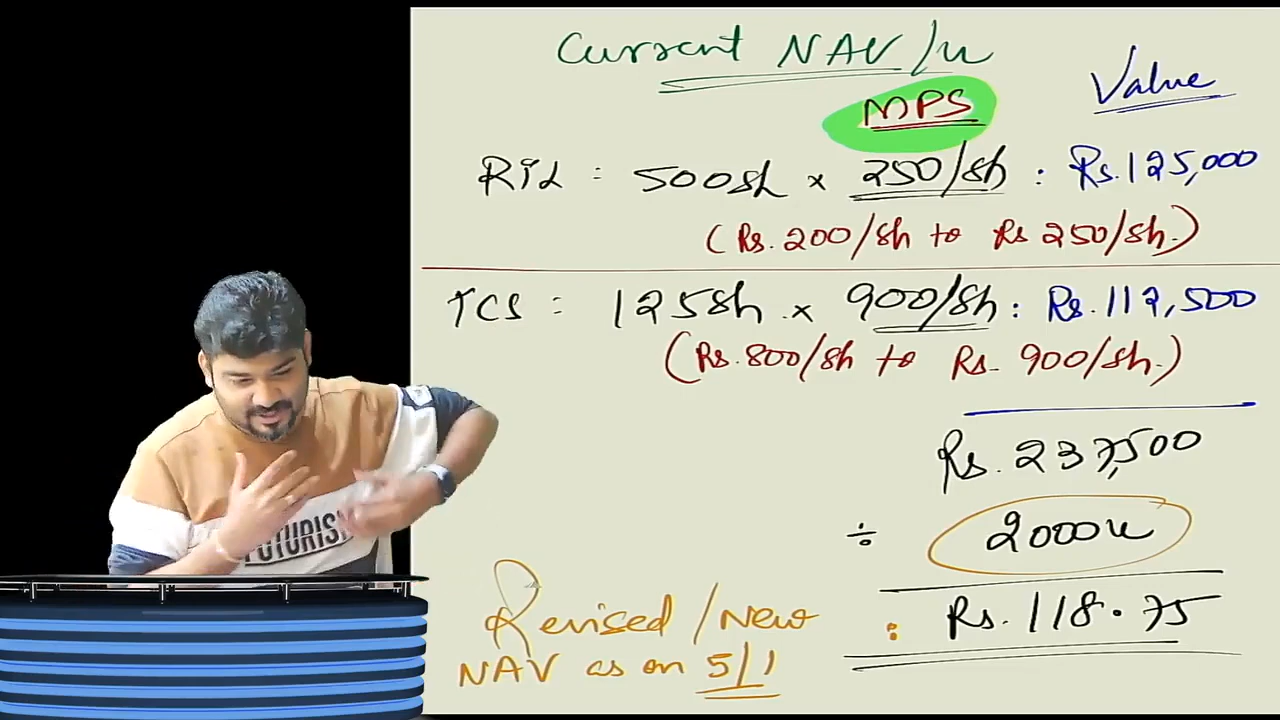 Current NAV/u
MPS
Value
RIL : 500sh × 250/sh : Rs.125,000
(Rs.200/sh to Rs 250/sh.)
TCS = 125sh × 900/sh : Rs.112,500
(Rs.800/sh to Rs. 900/sh.)
Rs. 237,500
÷ 2000u
Revised/New : Rs.118.75
NAV as on 5/1
FUTURIS